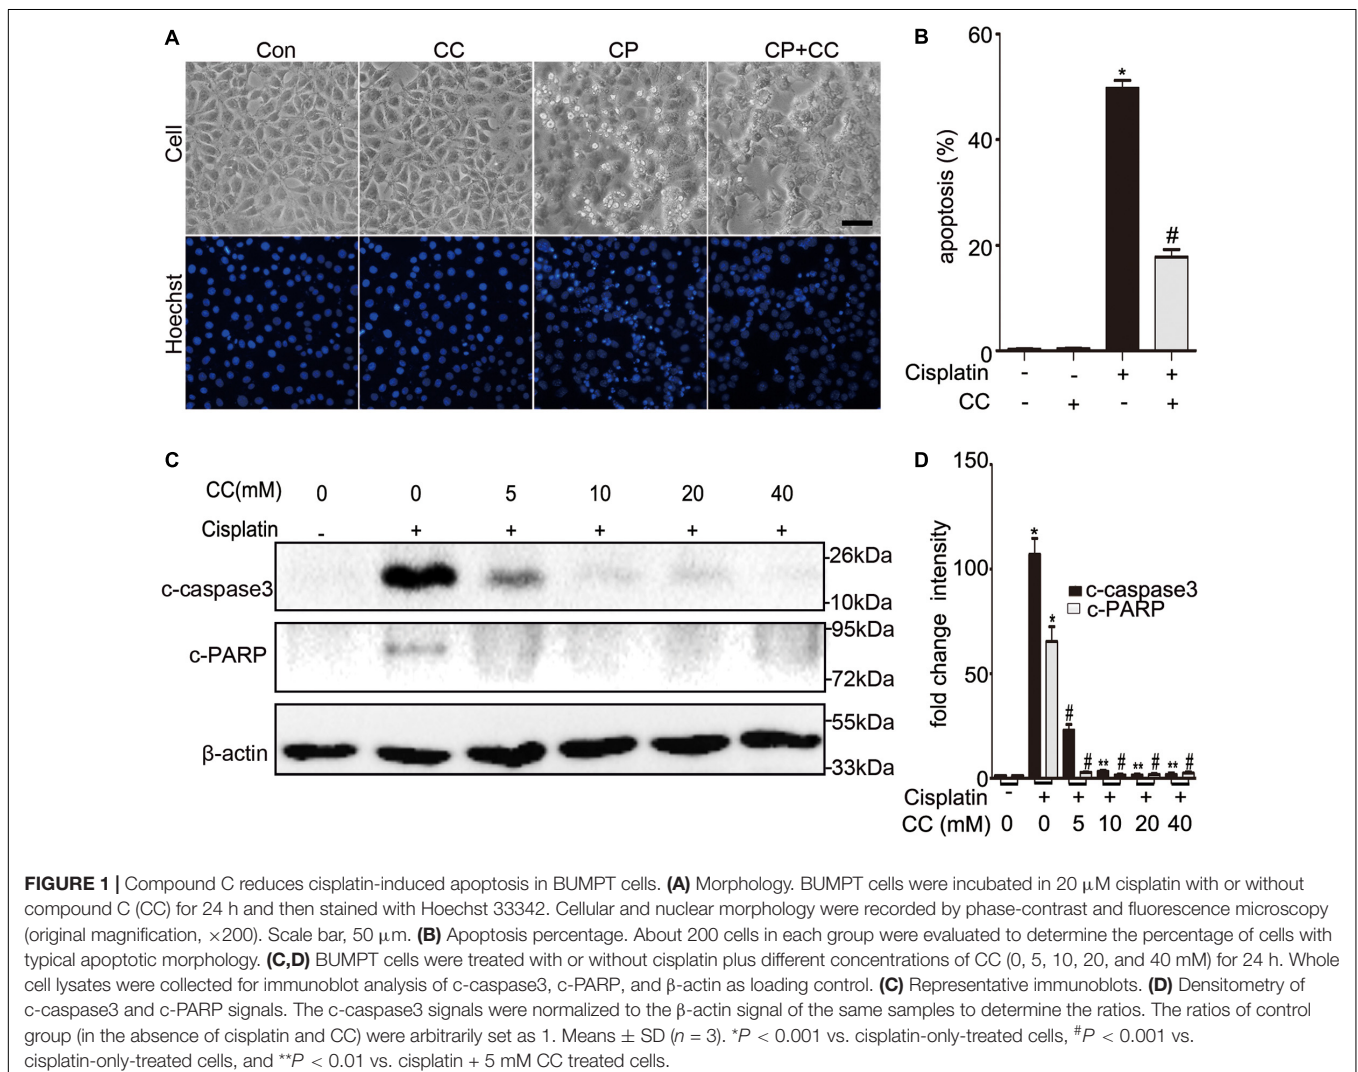 A
Con CC CP CP+CC
Cell
Hoechst
B
60
40
20
0
apoptosis (%)
Cisplatin - - + +
CC - + - +
C
CC(mM) 0 0 5 10 20 40
Cisplatin - + + + + +
c-caspase3
26kDa
10kDa
c-PARP
95kDa
72kDa
β-actin
55kDa
33kDa
D
150
100
50
0
fold change intensity
c-caspase3
c-PARP
* * # # ** # ** # ** #
Cisplatin - + + + + +
CC (mM) 0 0 5 10 20 40
* #
FIGURE 1 | Compound C reduces cisplatin-induced apoptosis in BUMPT cells. (A) Morphology. BUMPT cells were incubated in 20 μM cisplatin with or without
compound C (CC) for 24 h and then stained with Hoechst 33342. Cellular and nuclear morphology were recorded by phase-contrast and fluorescence microscopy
(original magnification, ×200). Scale bar, 50 μm. (B) Apoptosis percentage. About 200 cells in each group were evaluated to determine the percentage of cells with
typical apoptotic morphology. (C,D) BUMPT cells were treated with or without cisplatin plus different concentrations of CC (0, 5, 10, 20, and 40 mM) for 24 h. Whole
cell lysates were collected for immunoblot analysis of c-caspase3, c-PARP, and β-actin as loading control. (C) Representative immunoblots. (D) Densitometry of
c-caspase3 and c-PARP signals. The c-caspase3 signals were normalized to the β-actin signal of the same samples to determine the ratios. The ratios of control
group (in the absence of cisplatin and CC) were arbitrarily set as 1. Means ± SD (n = 3). *P < 0.001 vs. cisplatin-only-treated cells, #P < 0.001 vs.
cisplatin-only-treated cells, and **P < 0.01 vs. cisplatin + 5 mM CC treated cells.